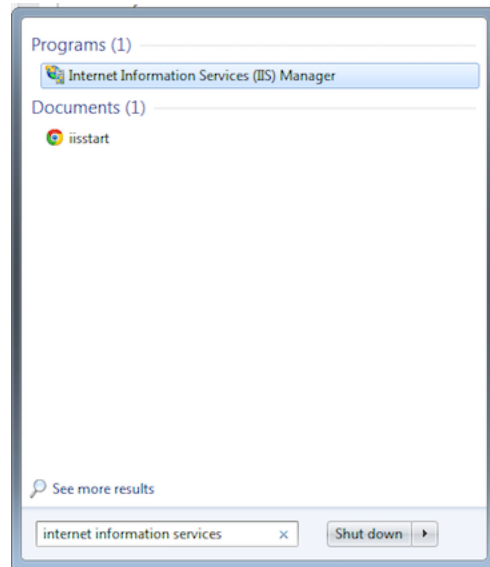 Programs (1)
Internet Information Services (IIS) Manager
Documents (1)
iisstart
See more results
internet information services
Shut down